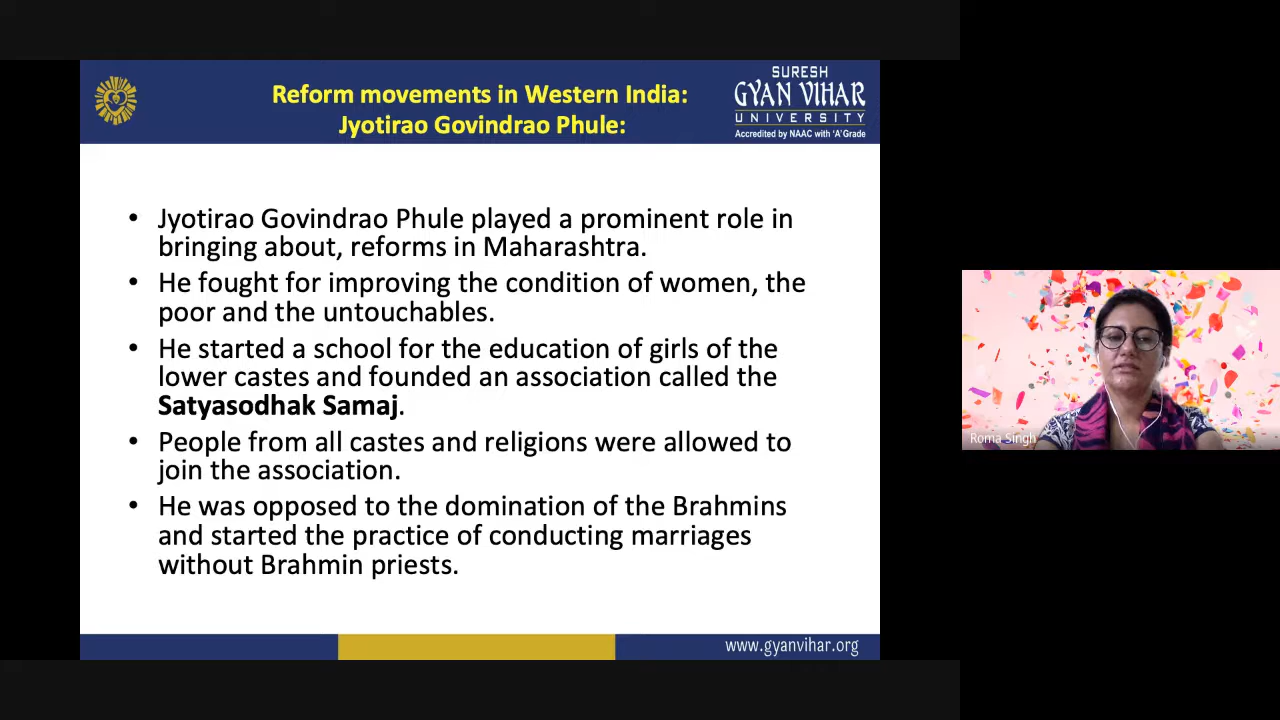 Reform movements in Western India:
Jyotirao Govindrao Phule:
SURESH
GYAN VIHAR
UNIVERSITY
Accredited by NAAC with 'A' Grade
• Jyotirao Govindrao Phule played a prominent role in
bringing about, reforms in Maharashtra.
• He fought for improving the condition of women, the
poor and the untouchables.
• He started a school for the education of girls of the
lower castes and founded an association called the
Satyasodhak Samaj.
• People from all castes and religions were allowed to
join the association.
• He was opposed to the domination of the Brahmins
and started the practice of conducting marriages
without Brahmin priests.
Roma Singh
www.gyanvihar.org